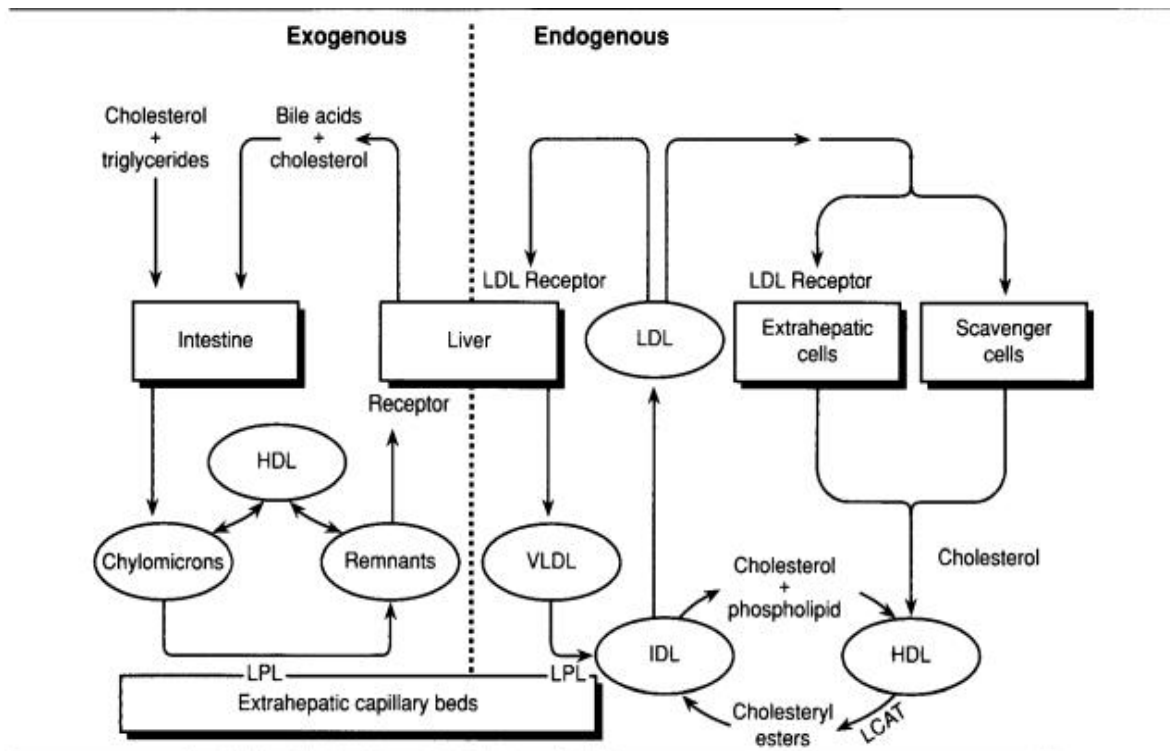 Exogenous
Endogenous
Cholesterol
+
triglycerides
Bile acids
+
cholesterol
LDL Receptor
LDL Receptor
Intestine
Liver
LDL
Extrahepatic
cells
Scavenger
cells
Receptor
HDL
Chylomicrons
Remnants
VLDL
Cholesterol
+
phospholipid
Cholesterol
IDL
HDL
LPL
LPL
Extrahepatic capillary beds
Cholesteryl
esters
LCAT